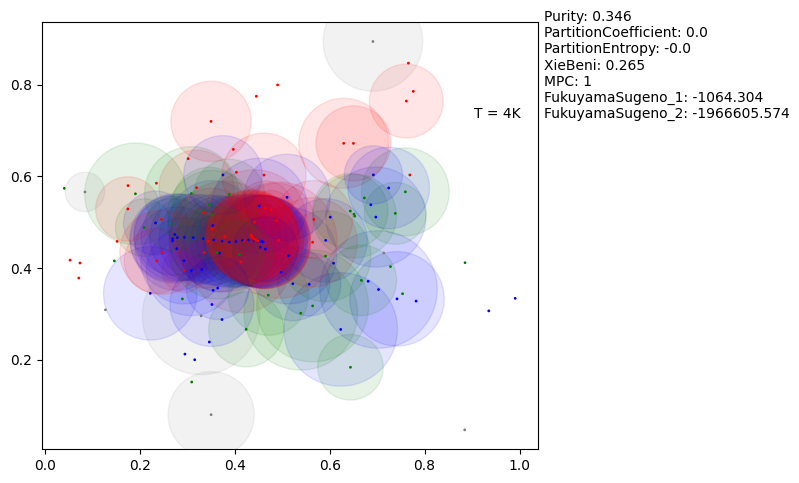 Purity: 0.346
PartitionCoefficient: 0.0
PartitionEntropy: -0.0
XieBeni: 0.265
MPC: 1
FukuyamaSugeno_1: -1064.304
FukuyamaSugeno_2: -1966605.574
T = 4K
0.8
0.6
0.4
0.2
0.0 0.2 0.4 0.6 0.8 1.0